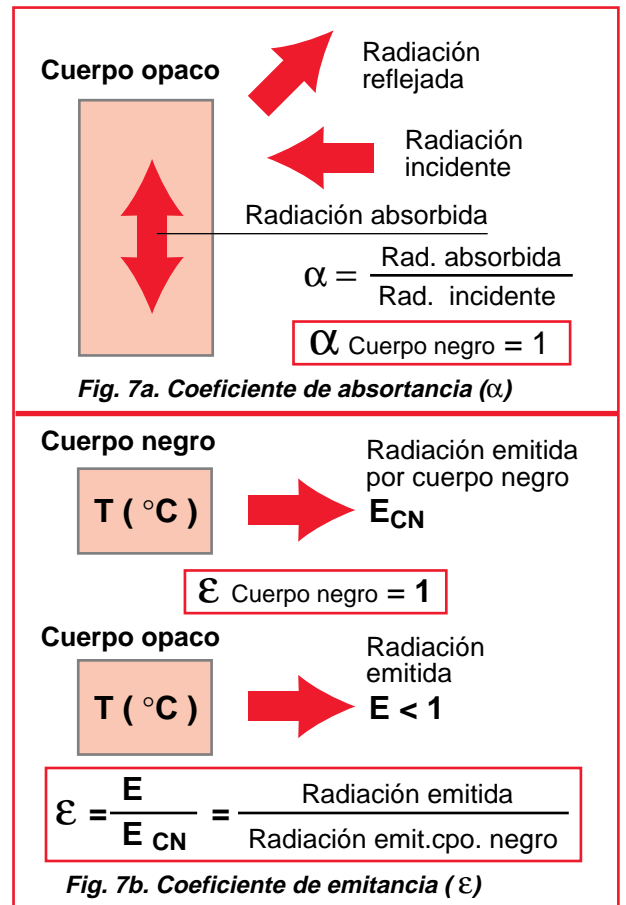 Cuerpo opaco
Radiación
reflejada
Radiación
incidente
Radiación absorbida
α = Rad. absorbida
Rad. incidente
α Cuerpo negro = 1
Fig. 7a. Coeficiente de absortancia (α)
Cuerpo negro
T ( °C )
Radiación emitida
por cuerpo negro
E_CN
ε Cuerpo negro = 1
Cuerpo opaco
T ( °C )
Radiación
emitida
E < 1
ε = E / E CN = Radiación emitida
Radiación emit.cpo. negro
Fig. 7b. Coeficiente de emitancia ( ε)